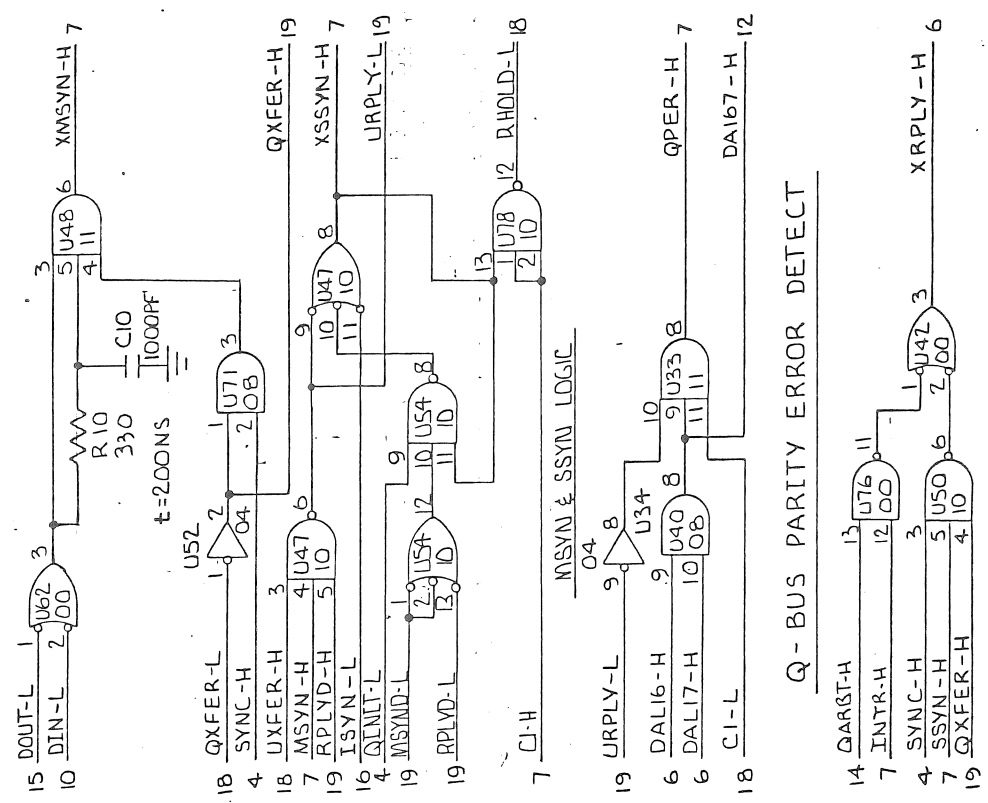 15 DOUT-L 1 U62 00 3
10 DIN-L 2
R10 330
C10 1000PF
t=200NS
3 5 4 U48 11 6 XMSYN-H 7
18 QXFER-L 1 U52 04 2 QXFER-H 19
4 SYNC-H 1 2 U71 08 3
18 UXFER-H 3
7 MSYN-H 4 U47 10 6
19 RPLYD-H 5
16 ISYN-L
9 10 11 U47 10 8 XSSYN-H 7
URPLY-L 19
4 QINIT-L
19 MSYND-L 1 2 U54 10 12
19 RPLYD-L 13
9 10 11 U54 10 8
7 C1-H
13 1 2 U78 10 12 RHOLD-L 18
MSYN & SSYN LOGIC
19 URPLY-L 9 04 U34 8
6 DAL16-H 9 U40 08 8
6 DAL17-H 10
18 C1-L
10 9 11 U33 11 8 QPER-H 7
DA167-H 12
Q-BUS PARITY ERROR DETECT
14 QARBT-H 13 U76 00 11
7 INTR-H 12
4 SYNC-H 3
7 SSYN-H 5 U50 10 6
19 QXFER-H 4
1 2 U42 00 3 XRPLY-H 6